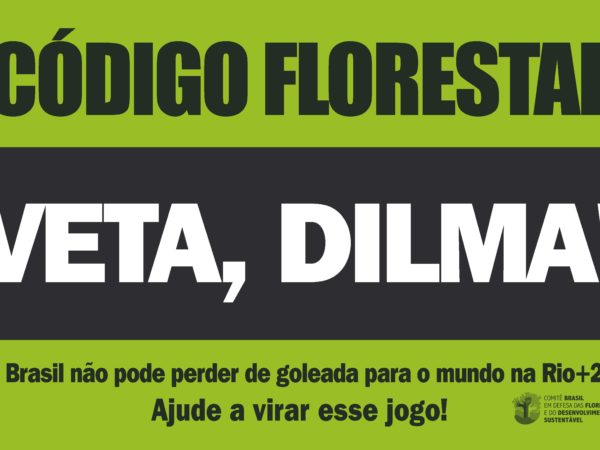 CÓDIGO FLORESTAL
VETA, DILMA!
Brasil não pode perder de goleada para o mundo na Rio+2
Ajude a virar esse jogo!
COMITÊ BRASIL
EM DEFESA DAS FLOR
E DO DESENVOLVIME
SUSTENTÁVEL